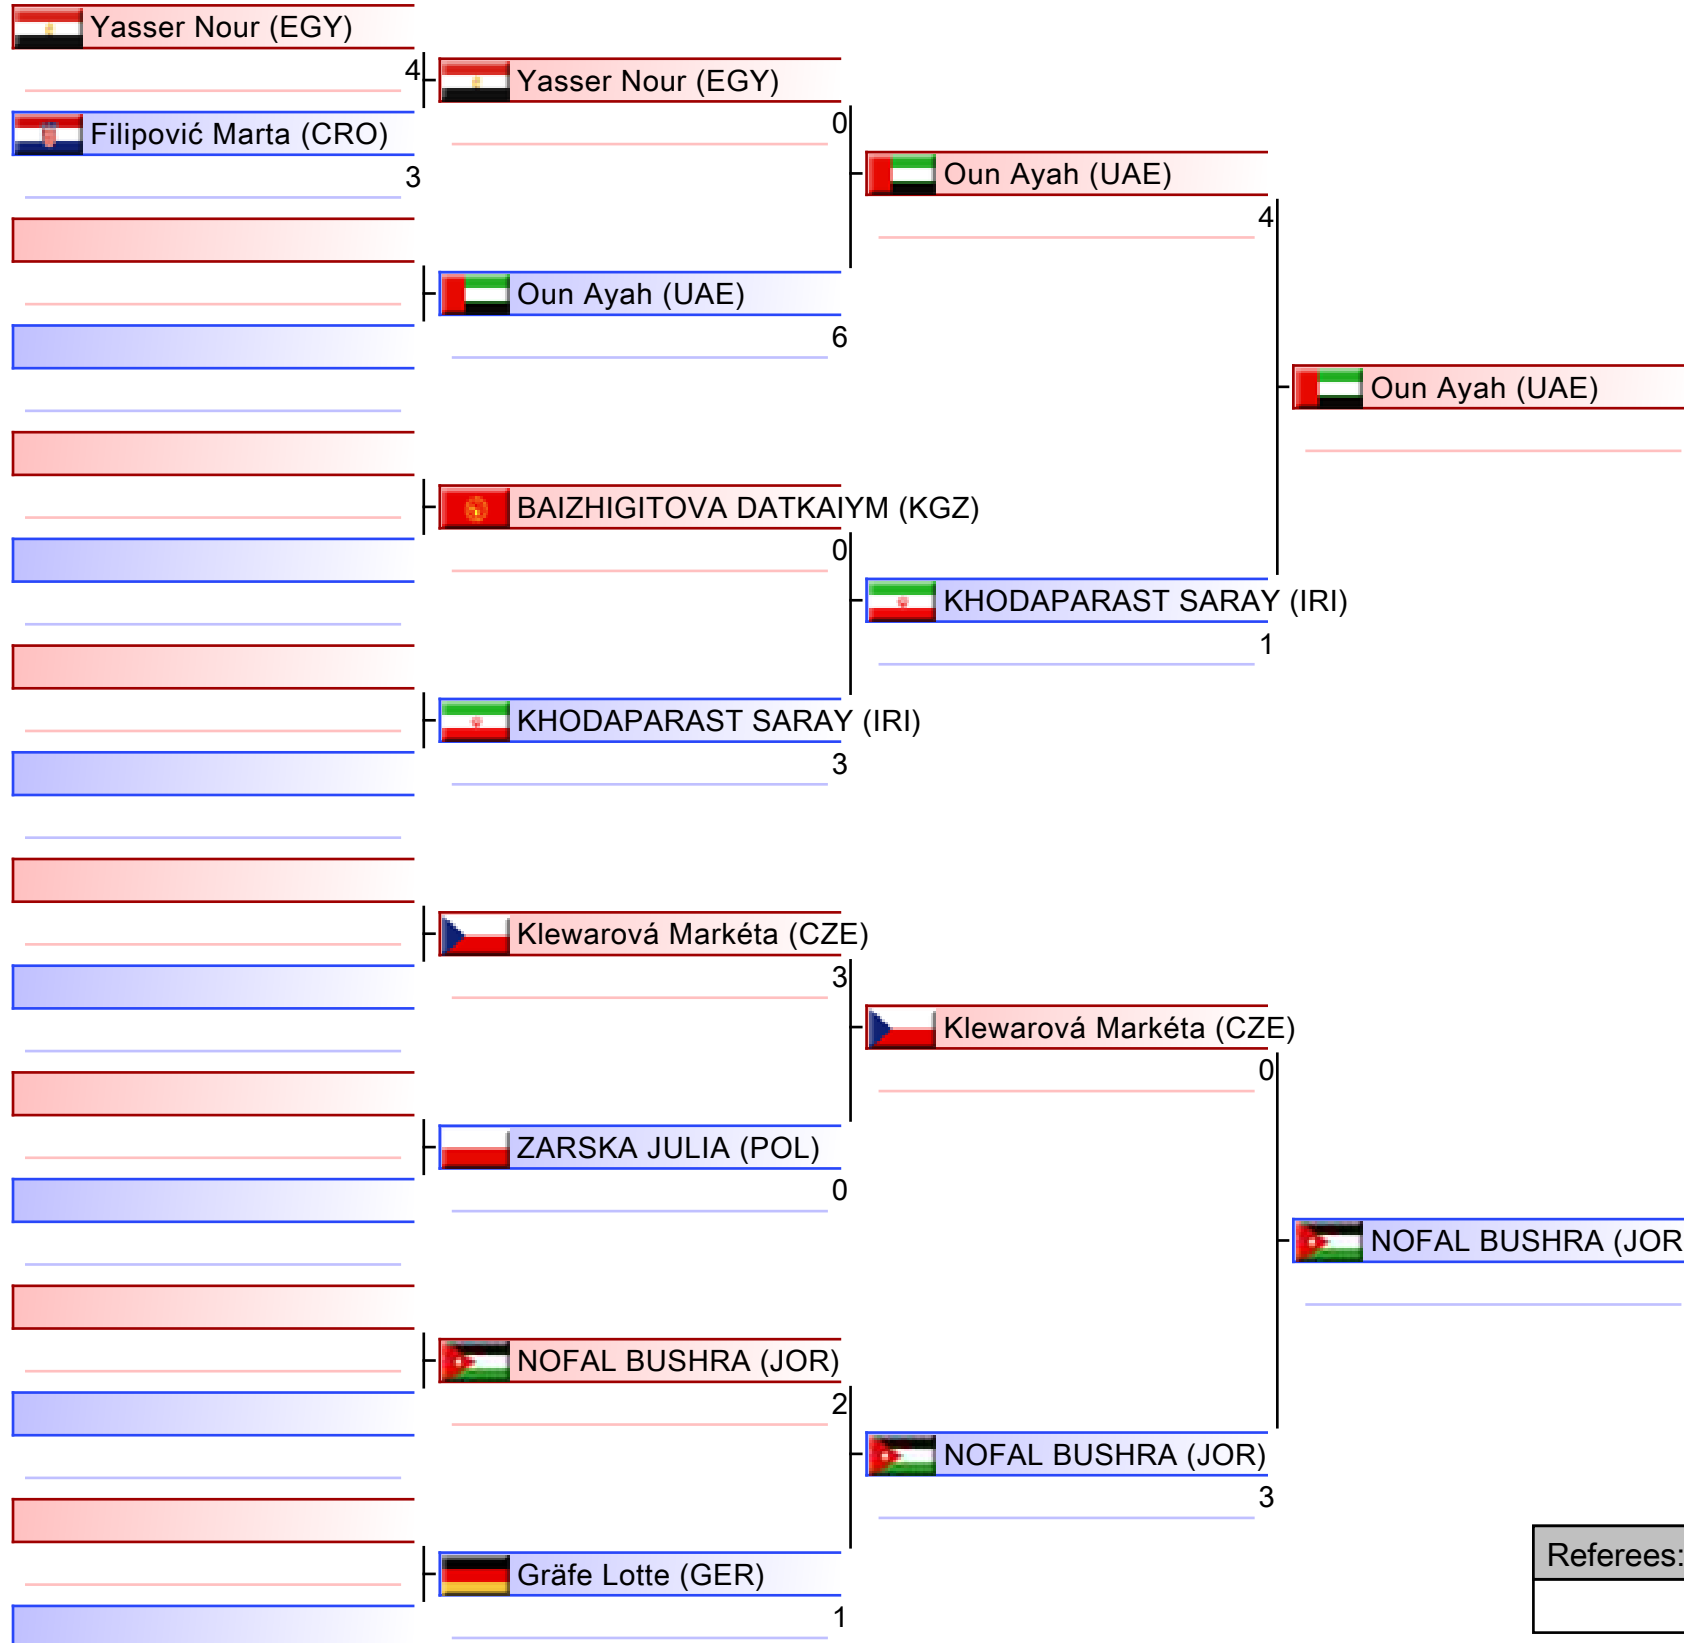 Yasser Nour (EGY)
4
Yasser Nour (EGY)
0
Filipović Marta (CRO)
3
Oun Ayah (UAE)
4
Oun Ayah (UAE)
6
Oun Ayah (UAE)
BAIZHIGITOVA DATKAIYM (KGZ)
0
KHODAPARAST SARAY (IRI)
1
KHODAPARAST SARAY (IRI)
3
Klewarová Markéta (CZE)
3
Klewarová Markéta (CZE)
0
ZARSKA JULIA (POL)
0
NOFAL BUSHRA (JOR
NOFAL BUSHRA (JOR)
2
NOFAL BUSHRA (JOR)
3
Gräfe Lotte (GER)
1
Referees: